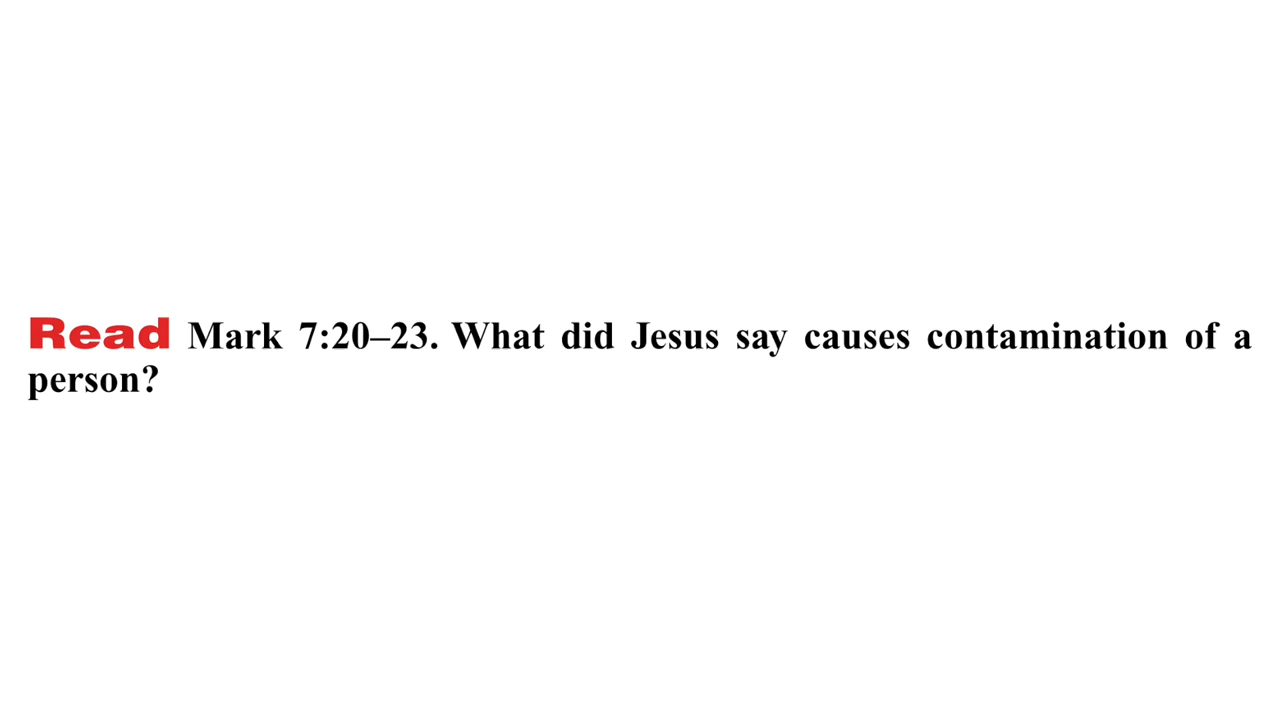 Read Mark 7:20–23. What did Jesus say causes contamination of a
person?